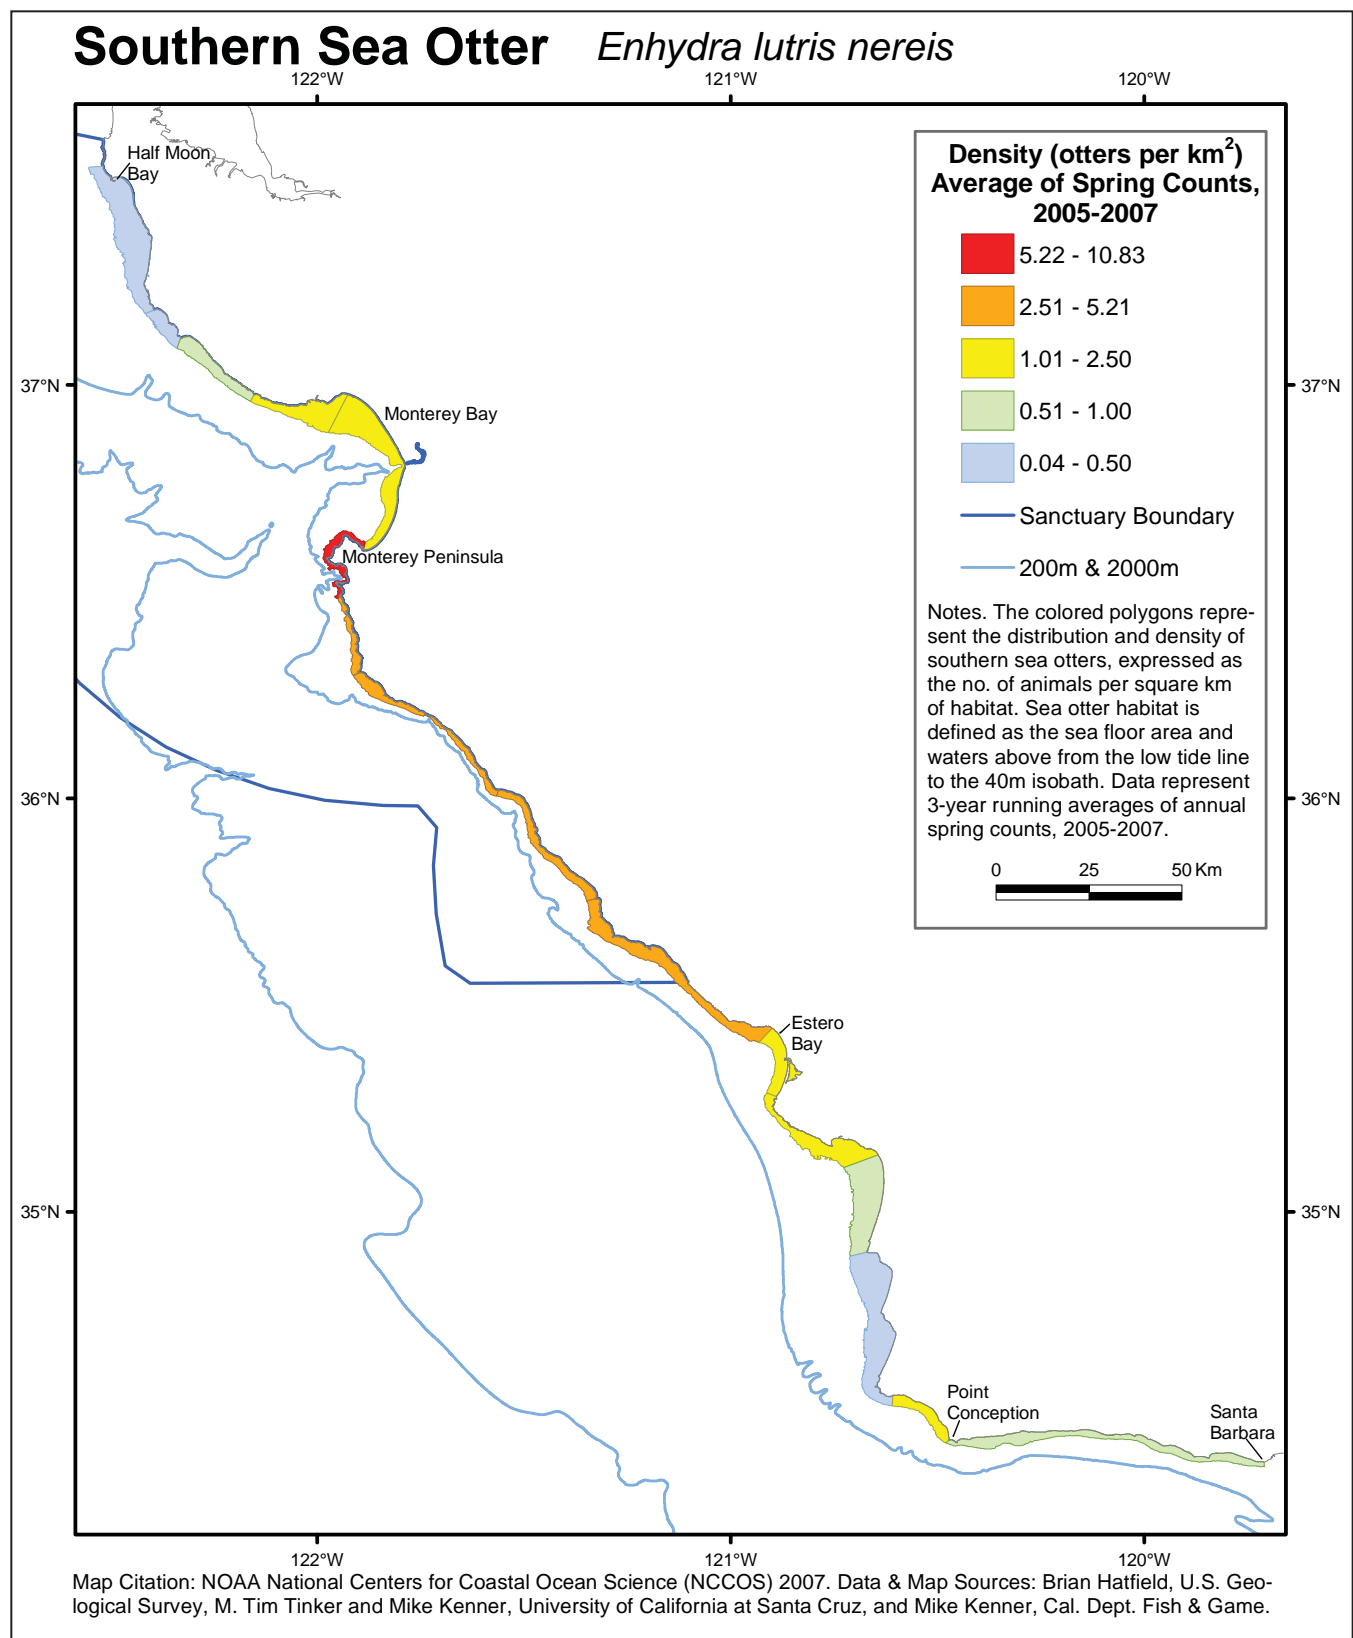 Southern Sea Otter Enhydra lutris nereis
122°W 121°W 120°W
Half Moon
Bay
Density (otters per km2)
Average of Spring Counts,
2005-2007
5.22 - 10.83
2.51 - 5.21
1.01 - 2.50
0.51 - 1.00
0.04 - 0.50
Sanctuary Boundary
200m & 2000m
Notes. The colored polygons repre-
sent the distribution and density of
southern sea otters, expressed as
the no. of animals per square km
of habitat. Sea otter habitat is
defined as the sea floor area and
waters above from the low tide line
to the 40m isobath. Data represent
3-year running averages of annual
spring counts, 2005-2007.
0 25 50 Km
37°N 37°N
Monterey Bay
Monterey Peninsula
36°N 36°N
Estero
Bay
35°N 35°N
Point
Conception
Santa
Barbara
122°W 121°W 120°W
Map Citation: NOAA National Centers for Coastal Ocean Science (NCCOS) 2007. Data & Map Sources: Brian Hatfield, U.S. Geo-
logical Survey, M. Tim Tinker and Mike Kenner, University of California at Santa Cruz, and Mike Kenner, Cal. Dept. Fish & Game.